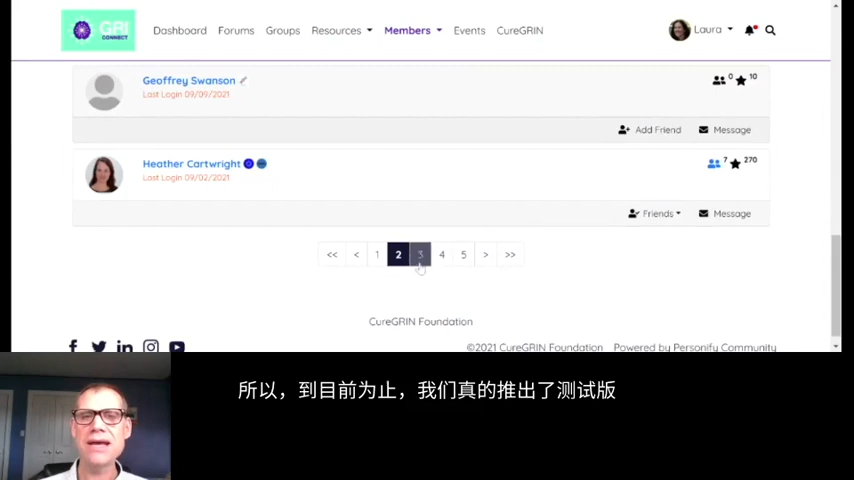 GRI
CONNECT
Dashboard Forums Groups Resources Members Events CureGRIN Laura
Geoffrey Swanson
Last Login 09/09/2021
0 10
Add Friend Message
Heather Cartwright
Last Login 09/02/2021
7 270
Friends Message
<< < 1 2 3 4 5 > >>
CureGRIN Foundation
©2021 CureGRIN Foundation Powered by Personify Community
所以，到目前为止，我们真的推出了测试版